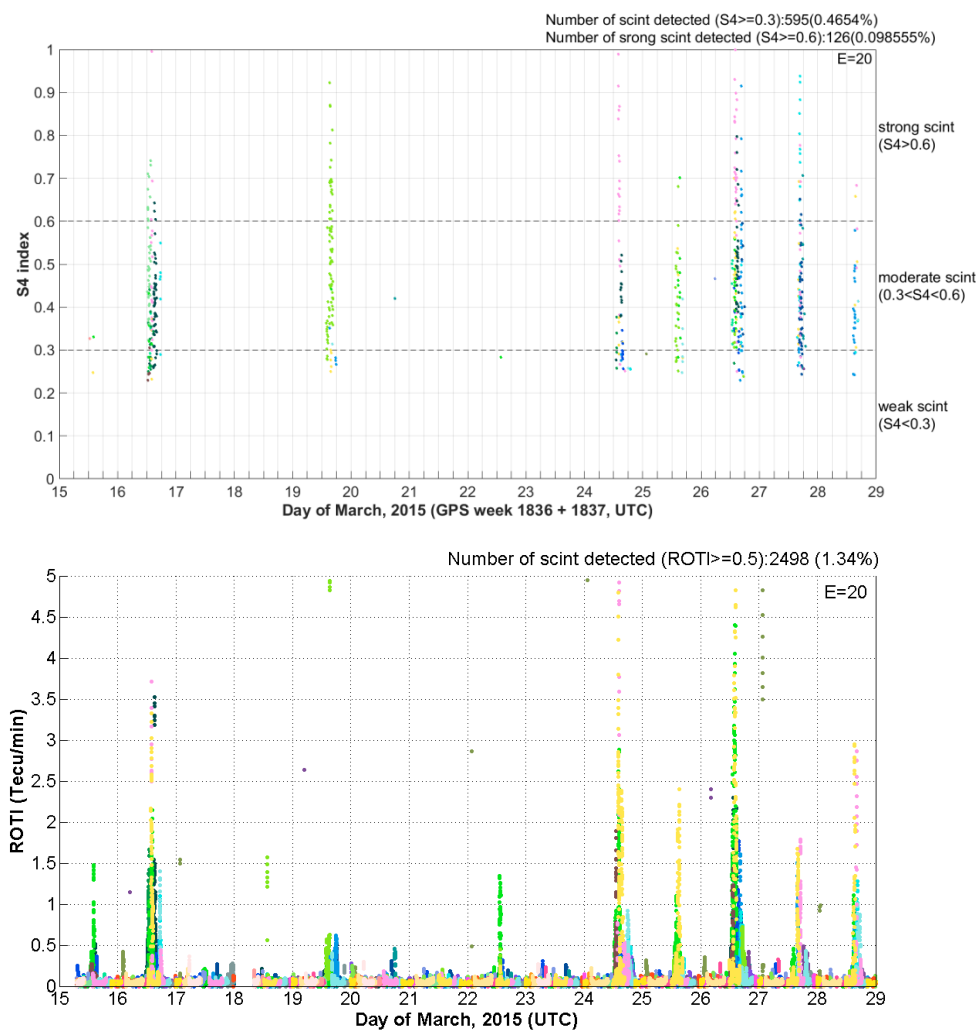 Number of scint detected (S4>=0.3):595(0.4654%)
Number of srong scint detected (S4>=0.6):126(0.098555%)
E=20
1
0.9
0.8
0.7
0.6
0.5
0.4
0.3
0.2
0.1
0
S4 index
strong scint
(S4>0.6)
moderate scint
(0.3<S4<0.6)
weak scint
(S4<0.3)
15 16 17 18 19 20 21 22 23 24 25 26 27 28 29
Day of March, 2015 (GPS week 1836 + 1837, UTC)
Number of scint detected (ROTI>=0.5):2498 (1.34%)
E=20
5
4.5
4
3.5
3
2.5
2
1.5
1
0.5
0
ROTI (Tecu/min)
15 16 17 18 19 20 21 22 23 24 25 26 27 28 29
Day of March, 2015 (UTC)